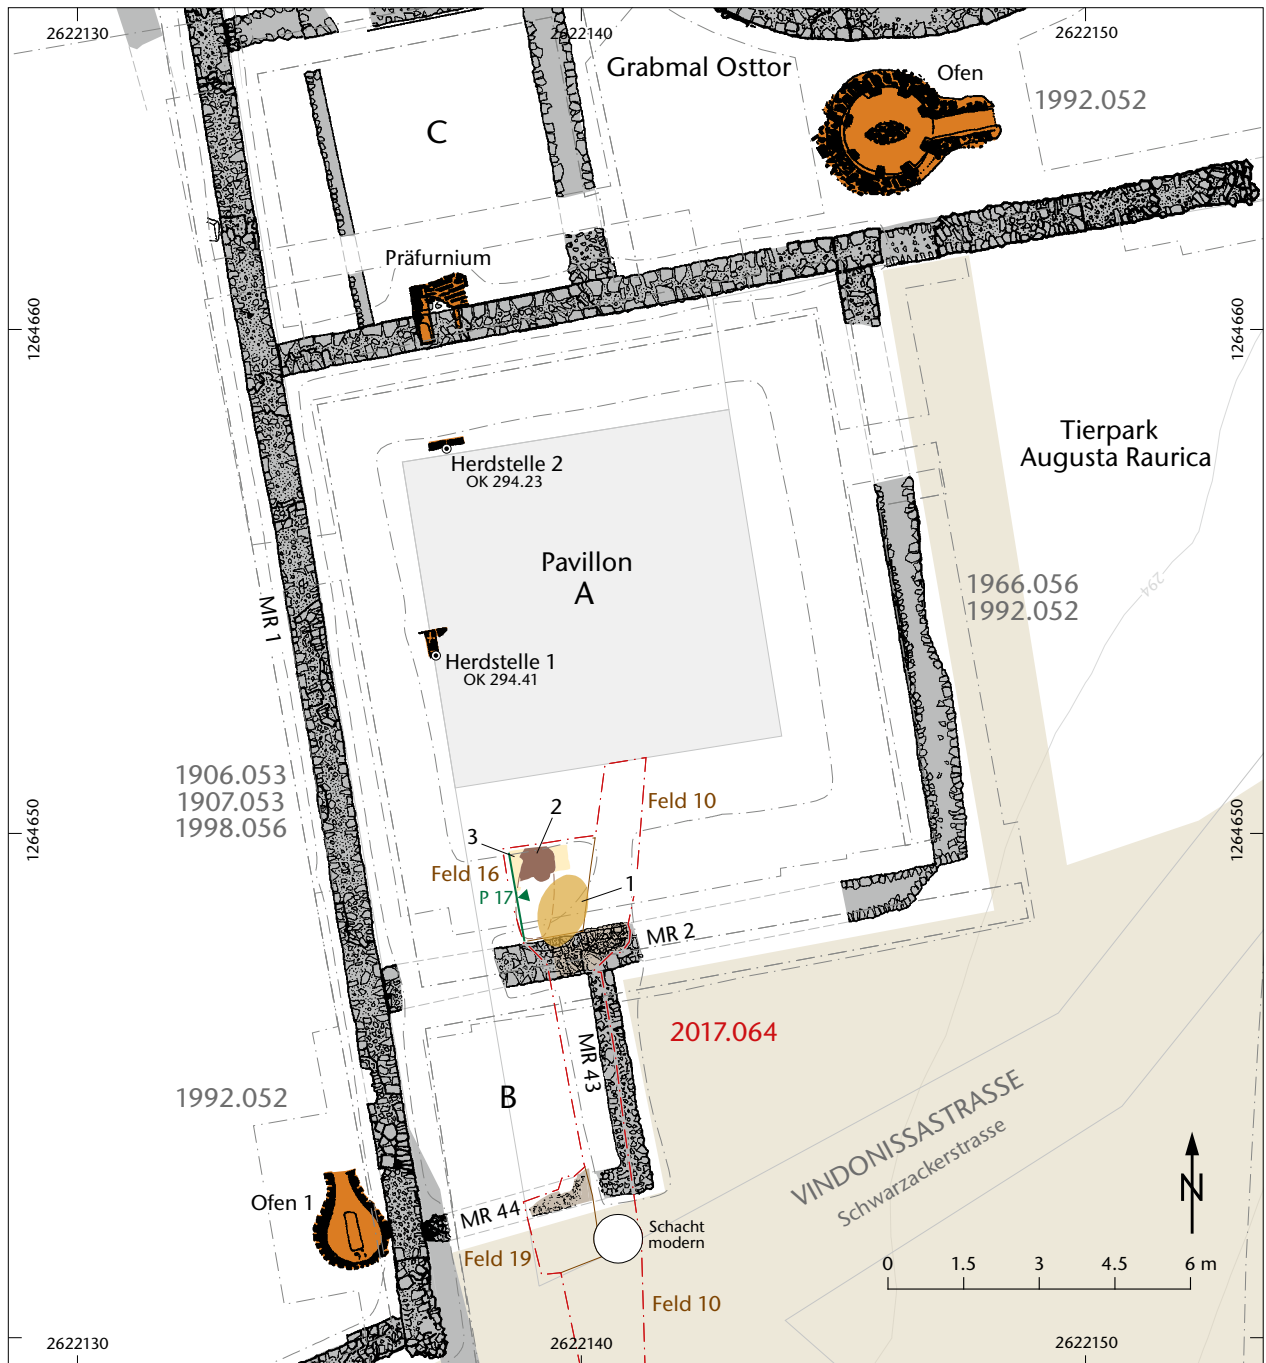 2622130
2622140
2622150
Grabmal Osttor
Ofen
1992.052
C
Präfurnium
1264660
1264660
Tierpark
Augusta Raurica
Herdstelle 2
OK 294.23
Pavillon
A
1966.056
1992.052
294
MR 1
Herdstelle 1
OK 294.41
1906.053
1907.053
1998.056
Feld 10
1264650
1264650
2
3
Feld 16
1
P 17
MR 2
2017.064
MR 43
B
1992.052
VINDONISSASTRASSE
Schwarzackerstrasse
N
Ofen 1
MR 44
Schacht
modern
Feld 19
0 1.5 3 4.5 6 m
Feld 10
2622130
2622140
2622150